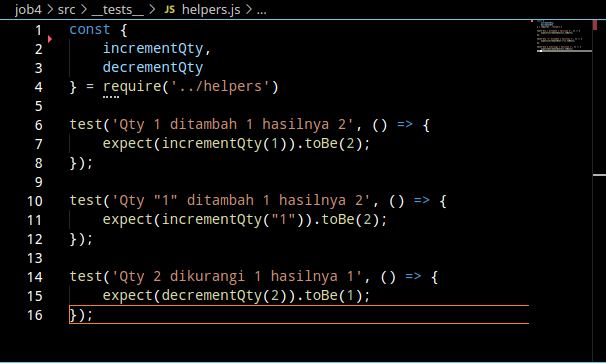 job4 > src > __tests__ > JS helpers.js > ...
1 const {
2     incrementQty,
3     decrementQty
4 } = require('../helpers')
5
6 test('Qty 1 ditambah 1 hasilnya 2', () => {
7     expect(incrementQty(1)).toBe(2);
8 });
9
10 test('Qty "1" ditambah 1 hasilnya 2', () => {
11     expect(incrementQty("1")).toBe(2);
12 });
13
14 test('Qty 2 dikurangi 1 hasilnya 1', () => {
15     expect(decrementQty(2)).toBe(1);
16 });